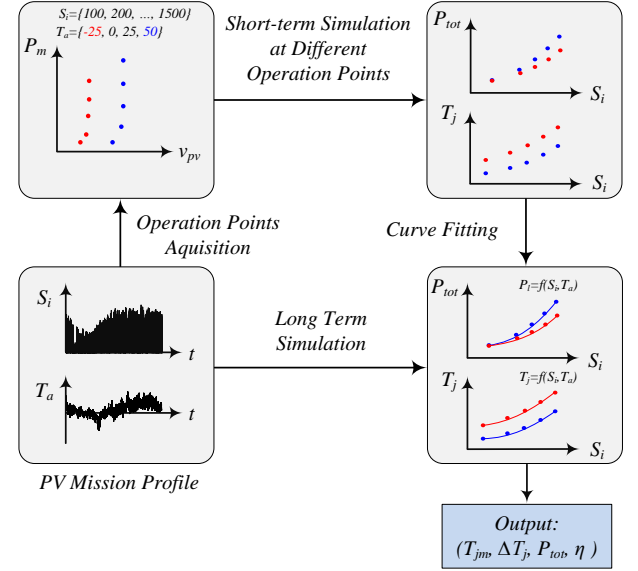 S_i={100, 200, ..., 1500}
T_a={-25, 0, 25, 50}
P_m
v_pv
Short-term Simulation
at Different
Operation Points
P_tot
S_i
T_j
S_i
Operation Points
Aquisition
Curve Fitting
S_i
t
T_a
t
PV Mission Profile
Long Term
Simulation
P_tot
P_l=f(S_i,T_a)
S_i
T_j
T_j=f(S_i,T_a)
S_i
Output:
(T_jm, ΔT_j, P_tot, η )